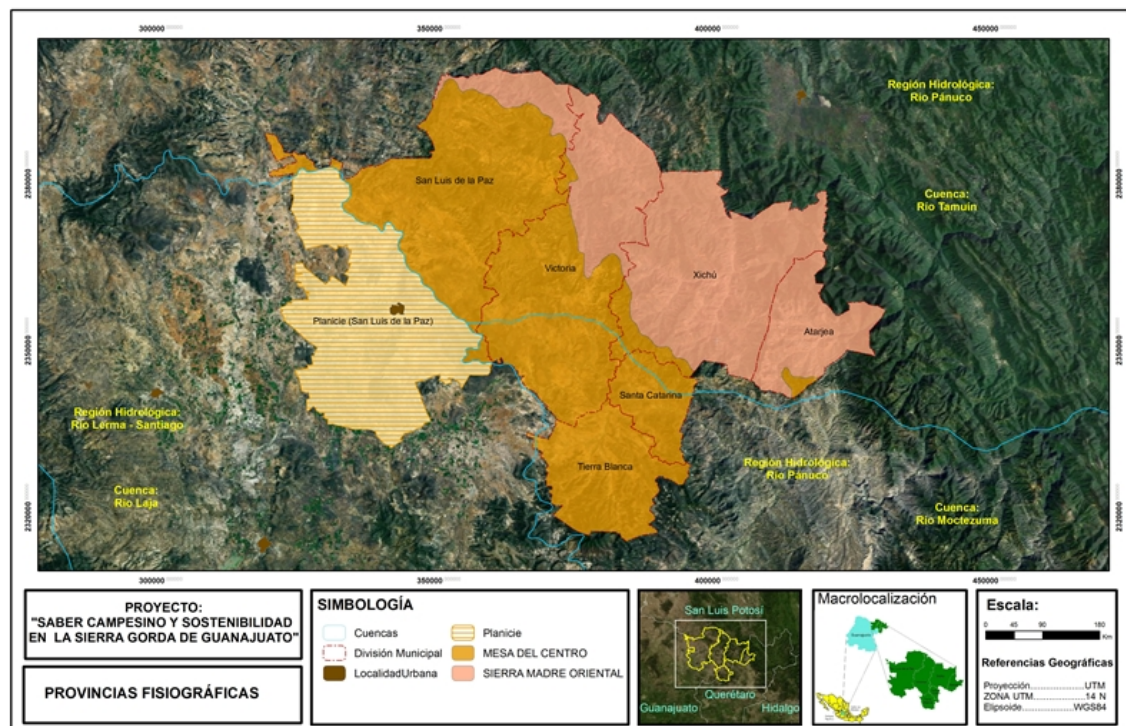 300000
350000
400000
450000
2380000
2350000
2320000
Región Hidrológica:
Río Pánuco
San Luis de la Paz
Cuenca:
Río Tamuín
Victoria
Xichú
Planicie (San Luis de la Paz)
Atarjea
Santa Catarina
Región Hidrológica:
Río Lerma - Santiago
Tierra Blanca
Región Hidrológica:
Río Pánuco
Cuenca:
Río Laja
Cuenca:
Río Moctezuma
2380000
2350000
2320000
300000
350000
400000
450000
PROYECTO:
"SABER CAMPESINO Y SOSTENIBILIDAD
EN LA SIERRA GORDA DE GUANAJUATO"
PROVINCIAS FISIOGRÁFICAS
SIMBOLOGÍA
Cuencas
División Municipal
LocalidadUrbana
Planicie
MESA DEL CENTRO
SIERRA MADRE ORIENTAL
San Luis Potosí
Querétaro
Guanajuato
Hidalgo
Macrolocalización
Escala:
0 45 90 180
Km
Referencias Geográficas
Proyección................UTM
ZONA UTM................14 N
Elipsoide................WGS84